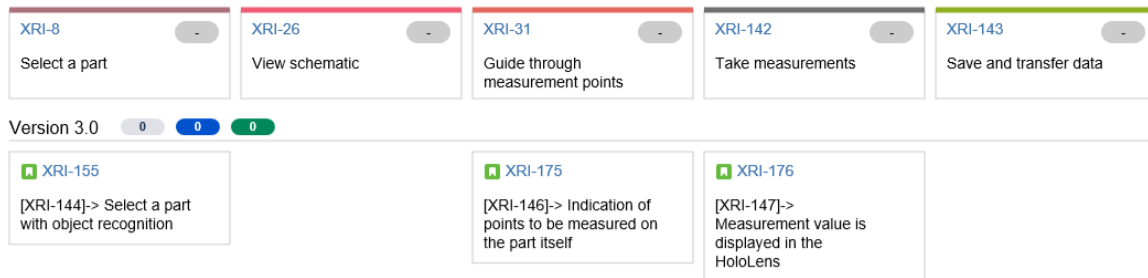 XRI-8
-
Select a part
XRI-26
-
View schematic
XRI-31
-
Guide through
measurement points
XRI-142
-
Take measurements
XRI-143
-
Save and transfer data
Version 3.0 0 0 0
XRI-155
[XRI-144]-> Select a part
with object recognition
XRI-175
[XRI-146]-> Indication of
points to be measured on
the part itself
XRI-176
[XRI-147]->
Measurement value is
displayed in the
HoloLens